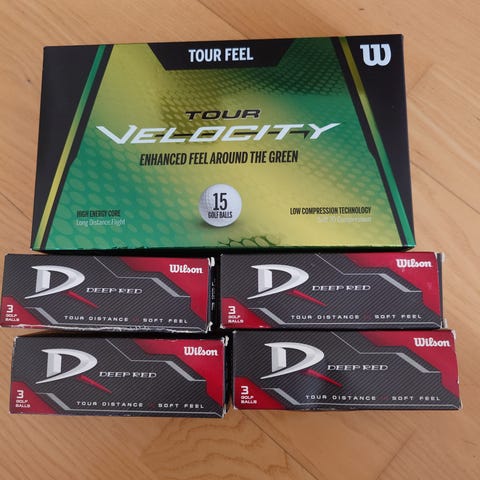 TOUR FEEL
W
TOUR
VELOCITY
ENHANCED FEEL AROUND THE GREEN
15
GOLF BALLS
HIGH ENERGY CORE
Long Distance Flight
LOW COMPRESSION TECHNOLOGY
Wilson
D
DEEP RED
3
GOLF
BALLS
TOUR DISTANCE SOFT FEEL
Wilson
D
DEEP RED
3
GOLF
BALLS
TOUR DISTANCE SOFT FEEL
Wilson
D
DEEP RED
3
GOLF
BALLS
TOUR DISTANCE SOFT FEEL
Wilson
D
DEEP RED
3
GOLF
BALLS
TOUR DISTANCE SOFT FEEL